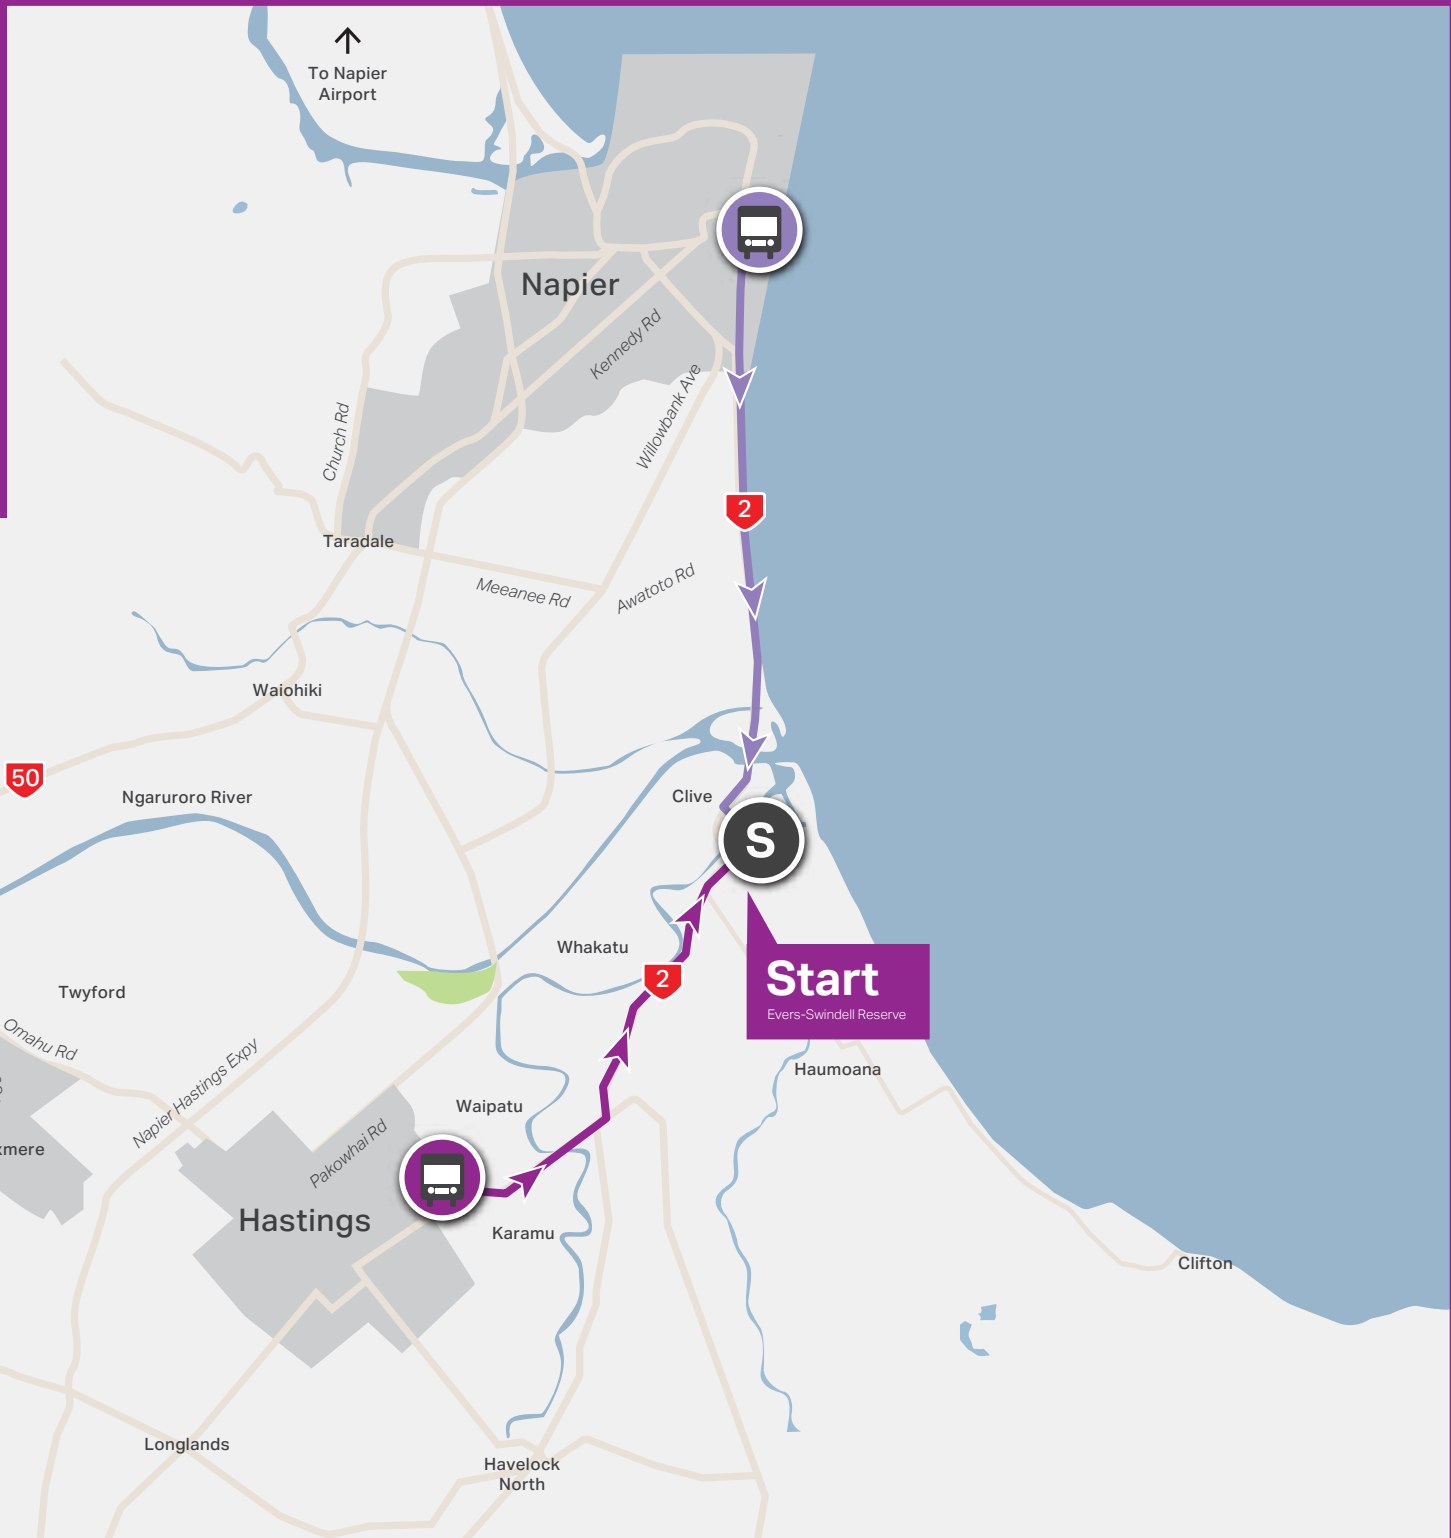 To Napier
Airport
Napier
Kennedy Rd
Willowbank Ave
Church Rd
2
Taradale
Meeanee Rd
Awatoto Rd
Waiohiki
50
Ngaruroro River
Clive
S
Whakatu
2
Start
Evers-Swindell Reserve
Twyford
Omahu Rd
Napier Hastings Expy
Haumoana
Waipatu
Pakowhai Rd
mere
Hastings
Karamu
Clifton
Longlands
Havelock
North